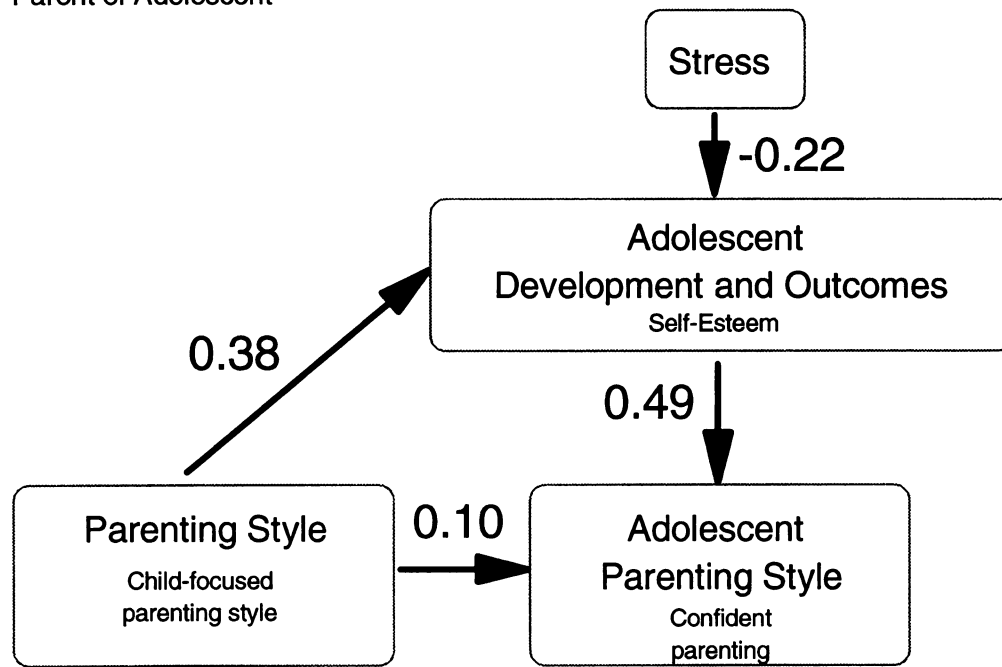 Parent of Adolescent
Stress
-0.22
Adolescent
Development and Outcomes
Self-Esteem
0.38
0.49
Parenting Style
Child-focused
parenting style
0.10
Adolescent
Parenting Style
Confident
parenting